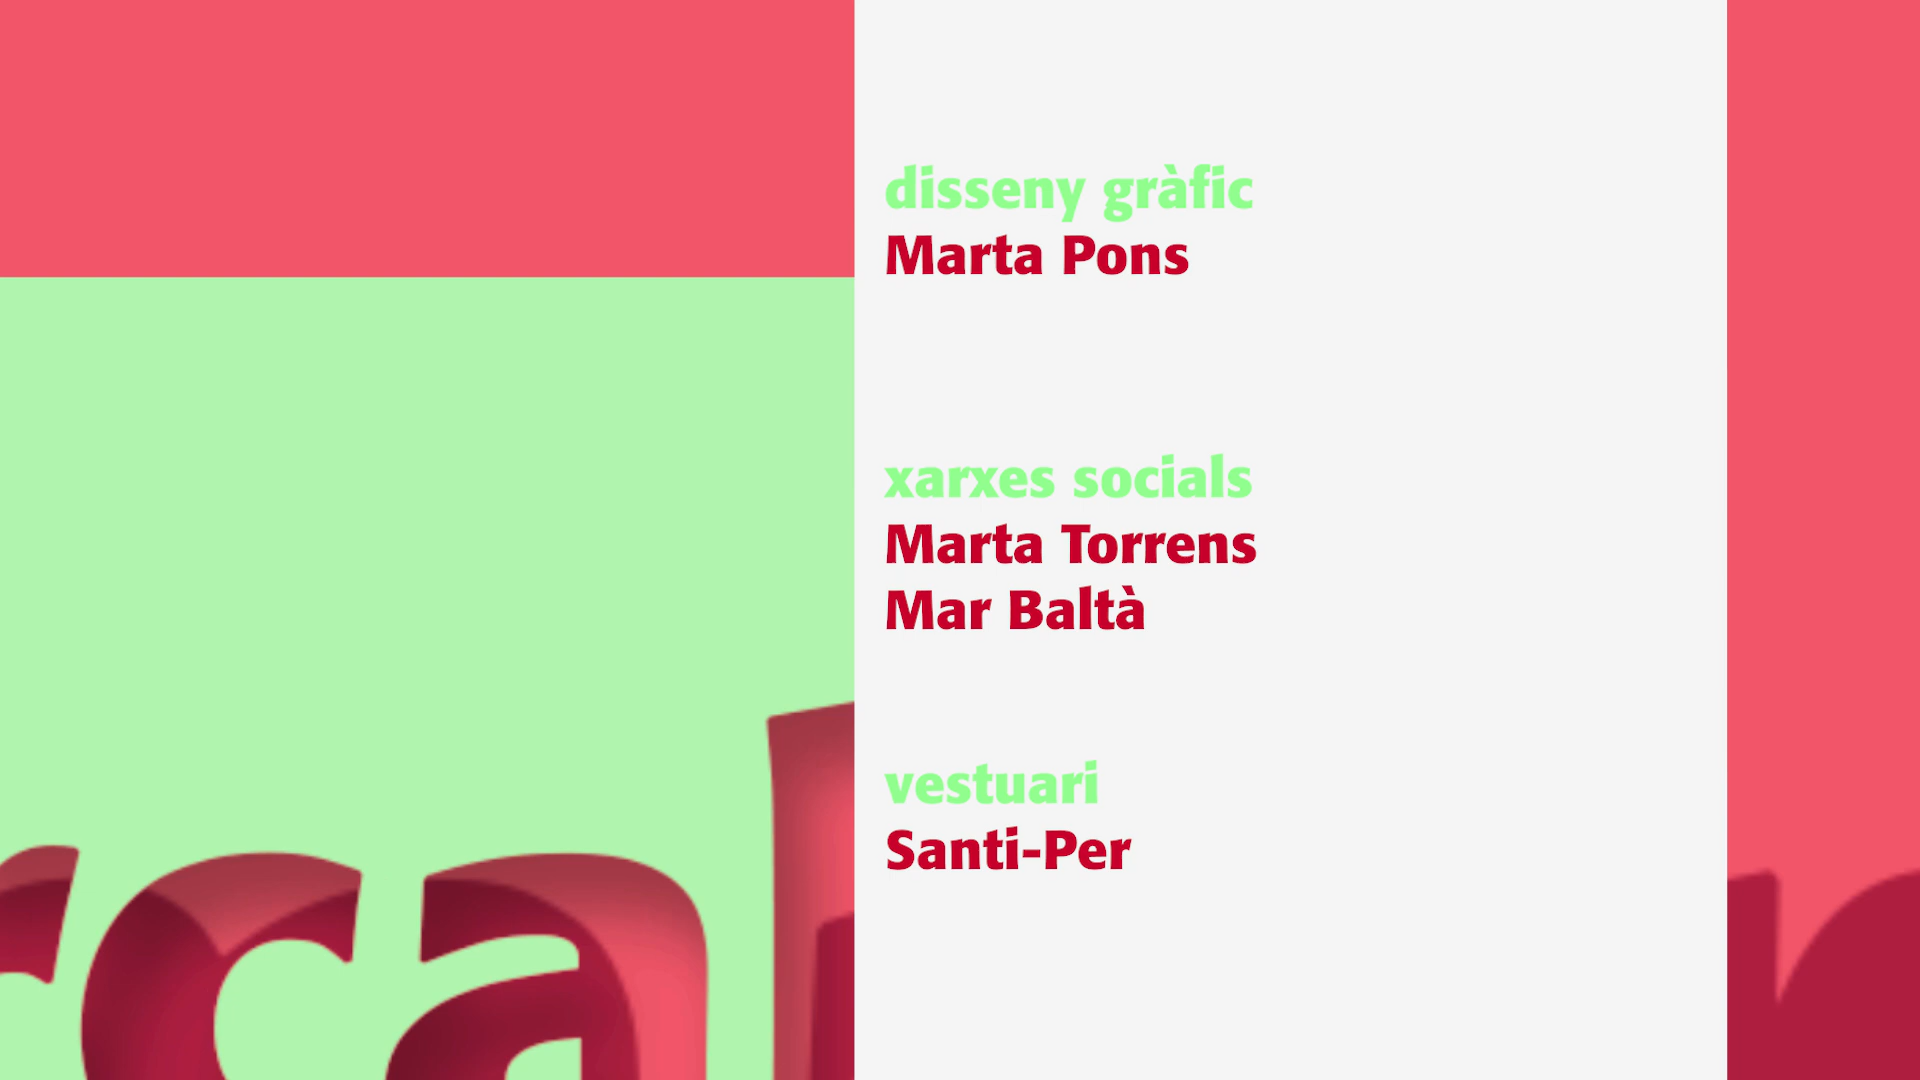 disseny gràfic
Marta Pons
xarxes socials
Marta Torrens
Mar Baltà
vestuari
Santi-Per